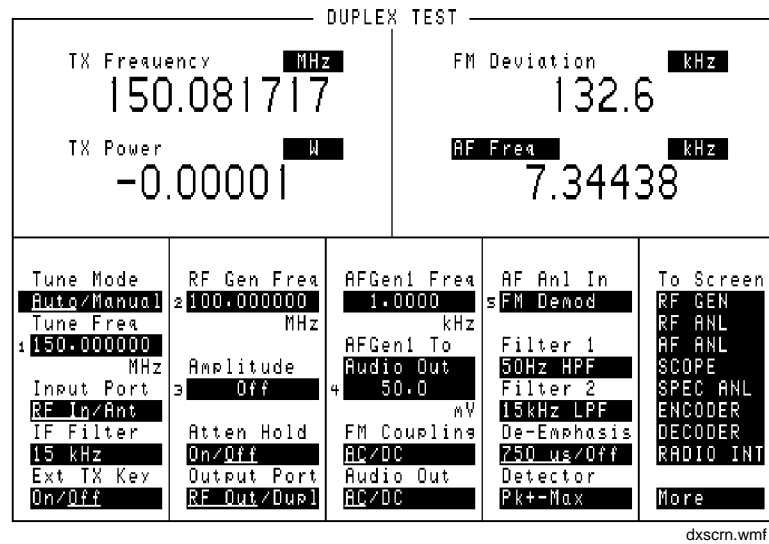 DUPLEX TEST
TX Frequency MHz
150.081717
TX Power W
-0.00001
FM Deviation kHz
132.6
AF Freq kHz
7.34438
Tune Mode
Auto/Manual
Tune Freq
1 150.000000
MHz
Input Port
RF In/Ant
IF Filter
15 kHz
Ext TX Key
On/Off
RF Gen Freq
2 100.000000
MHz
Amplitude
3 Off
Atten Hold
On/Off
Output Port
RF Out/Dupl
AFGen1 Freq
1.0000
kHz
AFGen1 To
Audio Out
4 50.0
mV
FM Coupling
AC/DC
Audio Out
AC/DC
AF Anl In
5 FM Demod
Filter 1
50Hz HPF
Filter 2
15kHz LPF
De-Emphasis
750 us/Off
Detector
Pk+-Max
To Screen
RF GEN
RF ANL
AF ANL
SCOPE
SPEC ANL
ENCODER
DECODER
RADIO INT
More
dxscrn.wmf